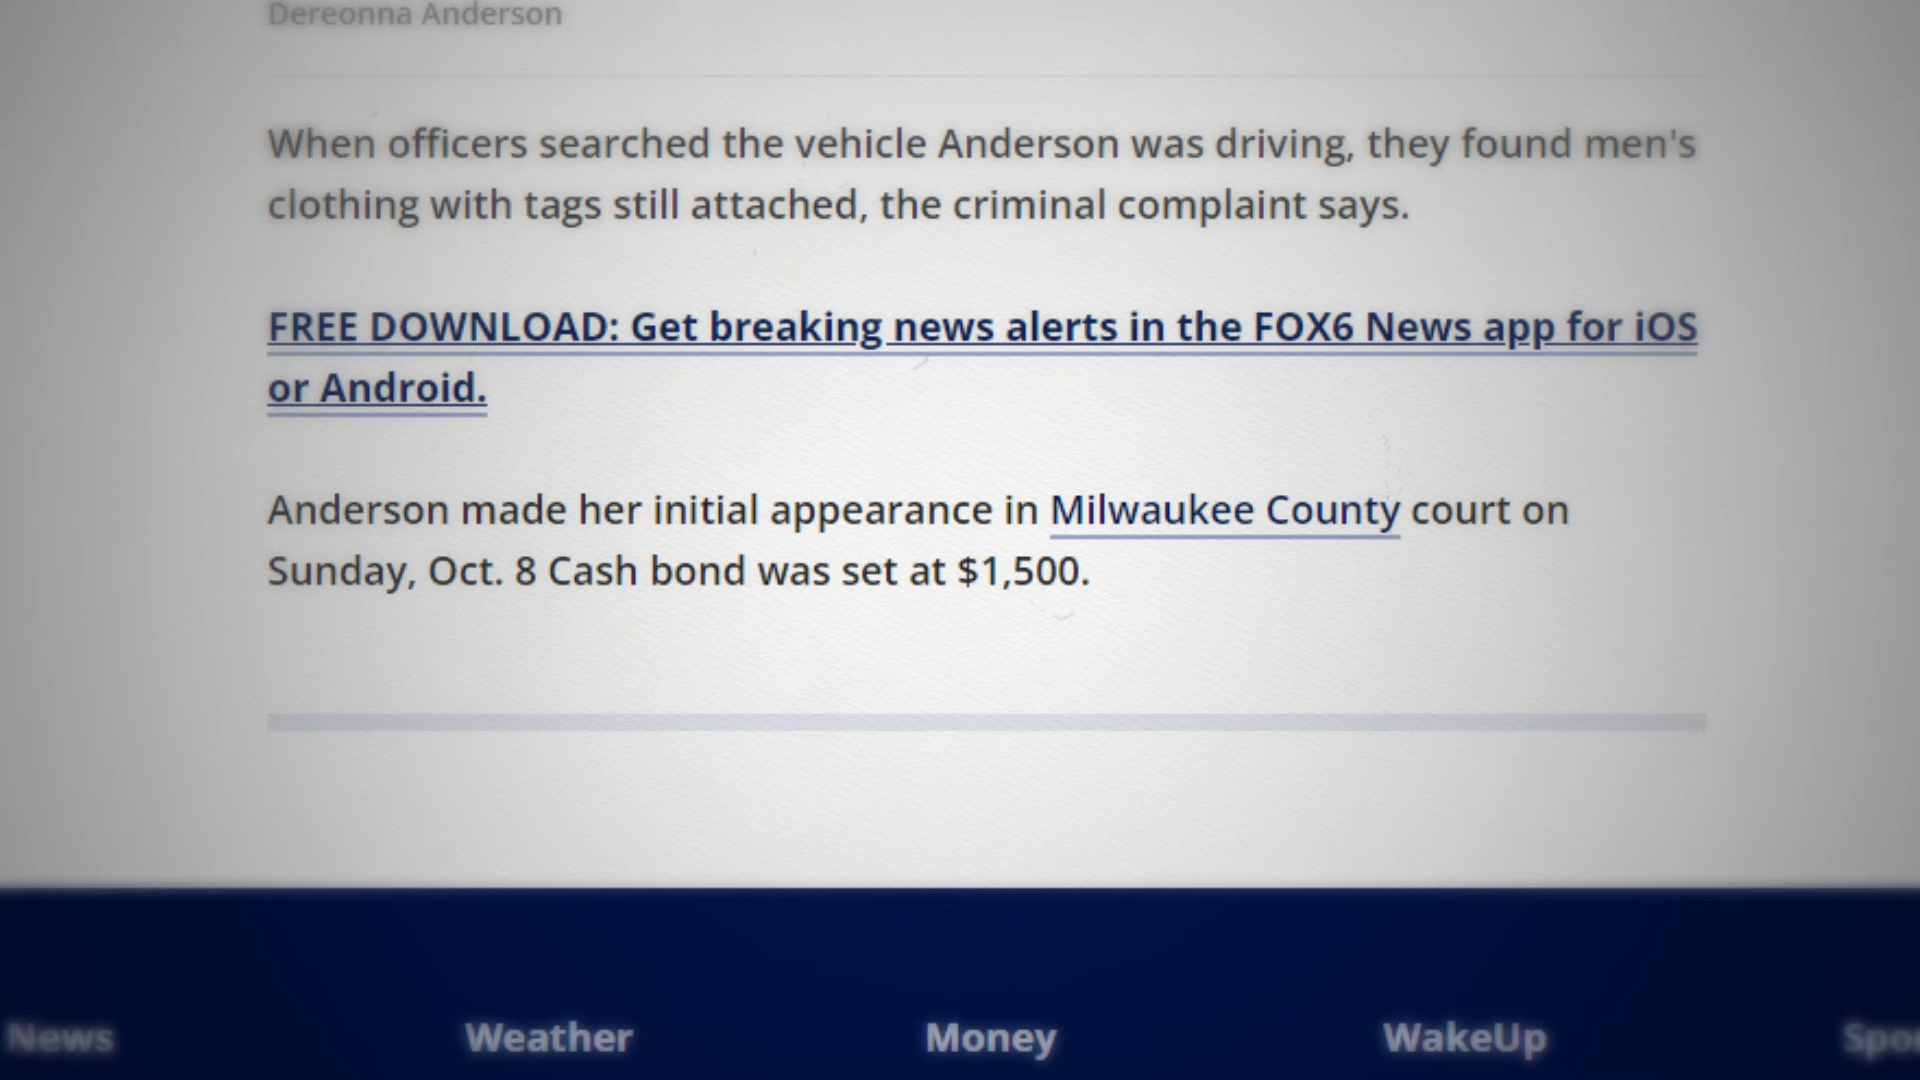 Dereonna Anderson
When officers searched the vehicle Anderson was driving, they found men's
clothing with tags still attached, the criminal complaint says.
FREE DOWNLOAD: Get breaking news alerts in the FOX6 News app for iOS
or Android.
Anderson made her initial appearance in Milwaukee County court on
Sunday, Oct. 8 Cash bond was set at $1,500.
News Weather Money WakeUp